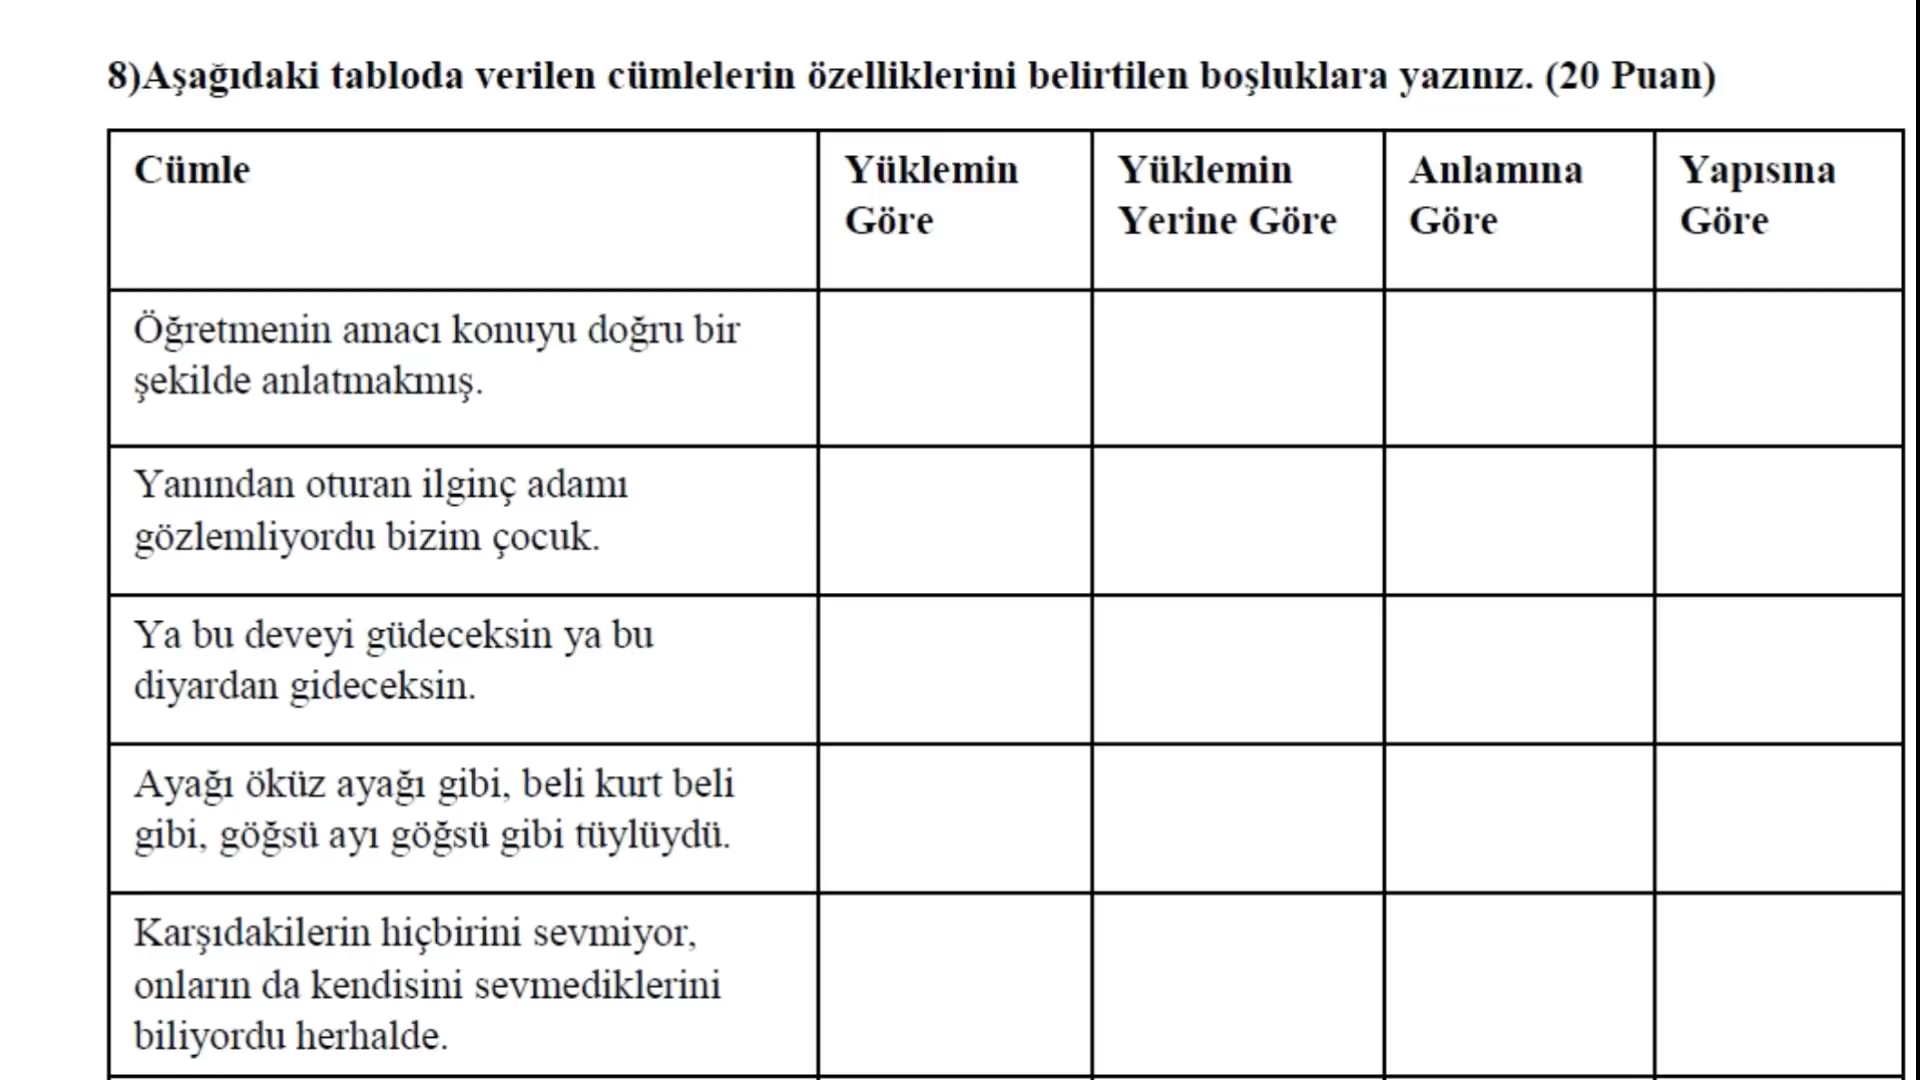 8)Aşağıdaki tabloda verilen cümlelerin özelliklerini belirtilen boşluklara yazınız. (20 Puan)
Cümle
Yüklemin
Göre
Yüklemin
Yerine Göre
Anlamına
Göre
Yapısına
Göre
Öğretmenin amacı konuyu doğru bir
şekilde anlatmakmış.
Yanından oturan ilginç adamı
gözlemliyordu bizim çocuk.
Ya bu deveyi güdeceksin ya bu
diyardan gideceksin.
Ayağı öküz ayağı gibi, beli kurt beli
gibi, göğsü ayı göğsü gibi tüylüydü.
Karşıdakilerin hiçbirini sevmiyor,
onların da kendisini sevmediklerini
biliyordu herhalde.